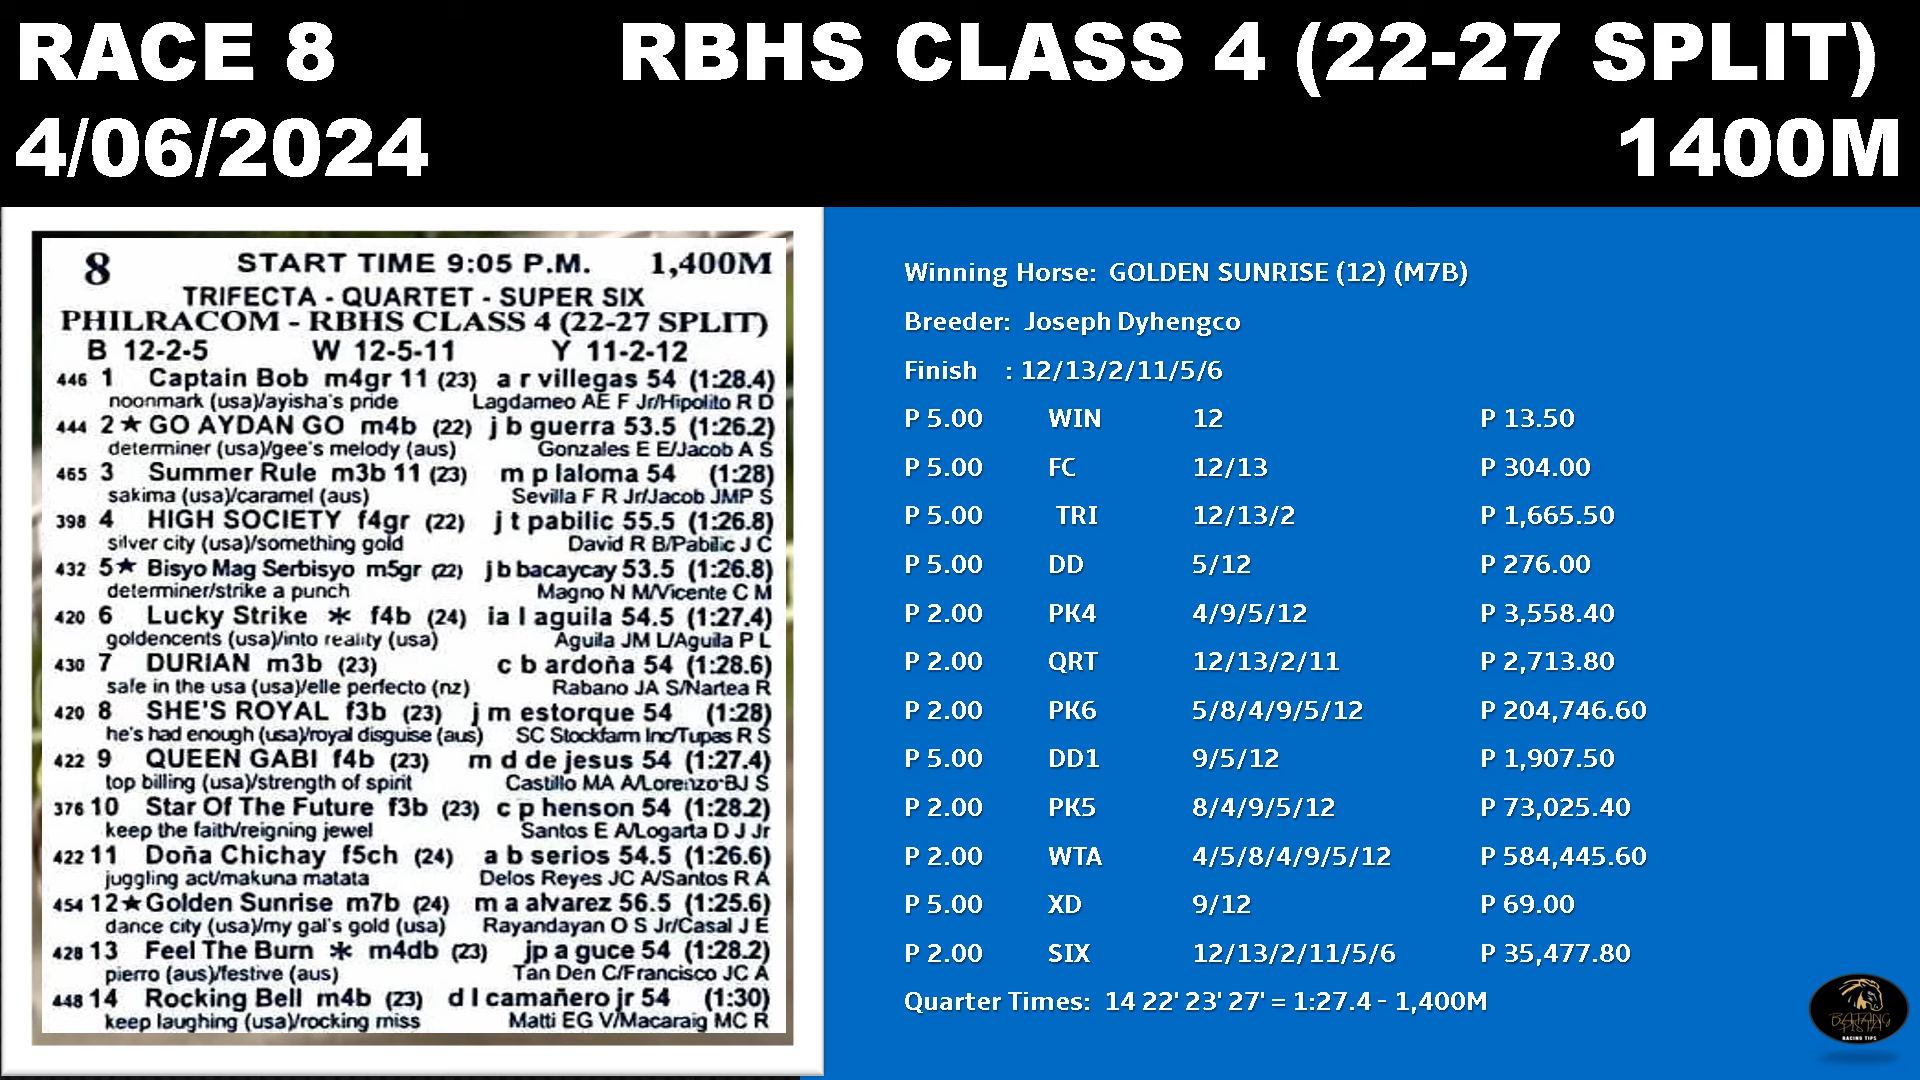 RACE 8 RBHS CLASS 4 (22-27 SPLIT)
4/06/2024 1400M
8 START TIME 9:05 P.M. 1,400M
TRIFECTA - QUARTET - SUPER SIX
PHILRACOM - RBHS CLASS 4 (22-27 SPLIT)
B 12-2-5 W 12-5-11 Y 11-2-12
446 1 Captain Bob m4gr 11 (23) a r villegas 54 (1:28.4)
noonmark (usa)/ayisha's pride Lagdameo AE F Jr/Hipolito R D
444 2★ GO AYDAN GO m4b (22) j b guerra 53.5 (1:26.2)
determiner (usa)/gee's melody (aus) Gonzales E E/Jacob A S
465 3 Summer Rule m3b 11 (23) m p laloma 54 (1:28)
sakima (usa)/caramel (aus) Sevilla F R Jr/Jacob JMP S
398 4 HIGH SOCIETY f4gr (22) j t pabilic 55.5 (1:26.8)
silver city (usa)/something gold David R B/Pabilic J C
432 5★ Bisyo Mag Serbisyo m5gr (22) j b bacaycay 53.5 (1:26.8)
determiner/strike a punch Magno N M/Vicente C M
420 6 Lucky Strike * f4b (24) ia l aguila 54.5 (1:27.4)
goldencents (usa)/into reality (usa) Aguila JM L/Aguila P L
430 7 DURIAN m3b (23) c b ardoña 54 (1:28.6)
safe in the usa (usa)/elle perfecto (nz) Rabano JA S/Nartea R
420 8 SHE'S ROYAL f3b (23) j m estorque 54 (1:28)
he's had enough (usa)/royal disguise (aus) SC Stockfarm Inc/Tupas R S
422 9 QUEEN GABI f4b (23) m d de jesus 54 (1:27.4)
top billing (usa)/strength of spirit Castillo MA A/Lorenzo BJ S
376 10 Star Of The Future f3b (23) c p henson 54 (1:28.2)
keep the faith/reigning jewel Santos E A/Logarta D J Jr
422 11 Doña Chichay f5ch (24) a b serios 54.5 (1:26.6)
juggling act/makuna matata Delos Reyes JC A/Santos R A
454 12★Golden Sunrise m7b (24) m a alvarez 56.5 (1:25.6)
dance city (usa)/my gal's gold (usa) Rayandayan O S Jr/Casal J E
428 13 Feel The Burn * m4db (23) jp a guce 54 (1:28.2)
pierro (aus)/festive (aus) Tan Den C/Francisco JC A
448 14 Rocking Bell m4b (23) d l camañero jr 54 (1:30)
keep laughing (usa)/rocking miss Matti EG V/Macaraig MC R
Winning Horse: GOLDEN SUNRISE (12) (M7B)
Breeder: Joseph Dyhengco
Finish : 12/13/2/11/5/6
P 5.00 WIN 12 P 13.50
P 5.00 FC 12/13 P 304.00
P 5.00 TRI 12/13/2 P 1,665.50
P 5.00 DD 5/12 P 276.00
P 2.00 PK4 4/9/5/12 P 3,558.40
P 2.00 QRT 12/13/2/11 P 2,713.80
P 2.00 PK6 5/8/4/9/5/12 P 204,746.60
P 5.00 DD1 9/5/12 P 1,907.50
P 2.00 PK5 8/4/9/5/12 P 73,025.40
P 2.00 WTA 4/5/8/4/9/5/12 P 584,445.60
P 5.00 XD 9/12 P 69.00
P 2.00 SIX 12/13/2/11/5/6 P 35,477.80
Quarter Times: 14 22' 23' 27' = 1:27.4 - 1,400M
BATANG
PISTA
RACING TIPS